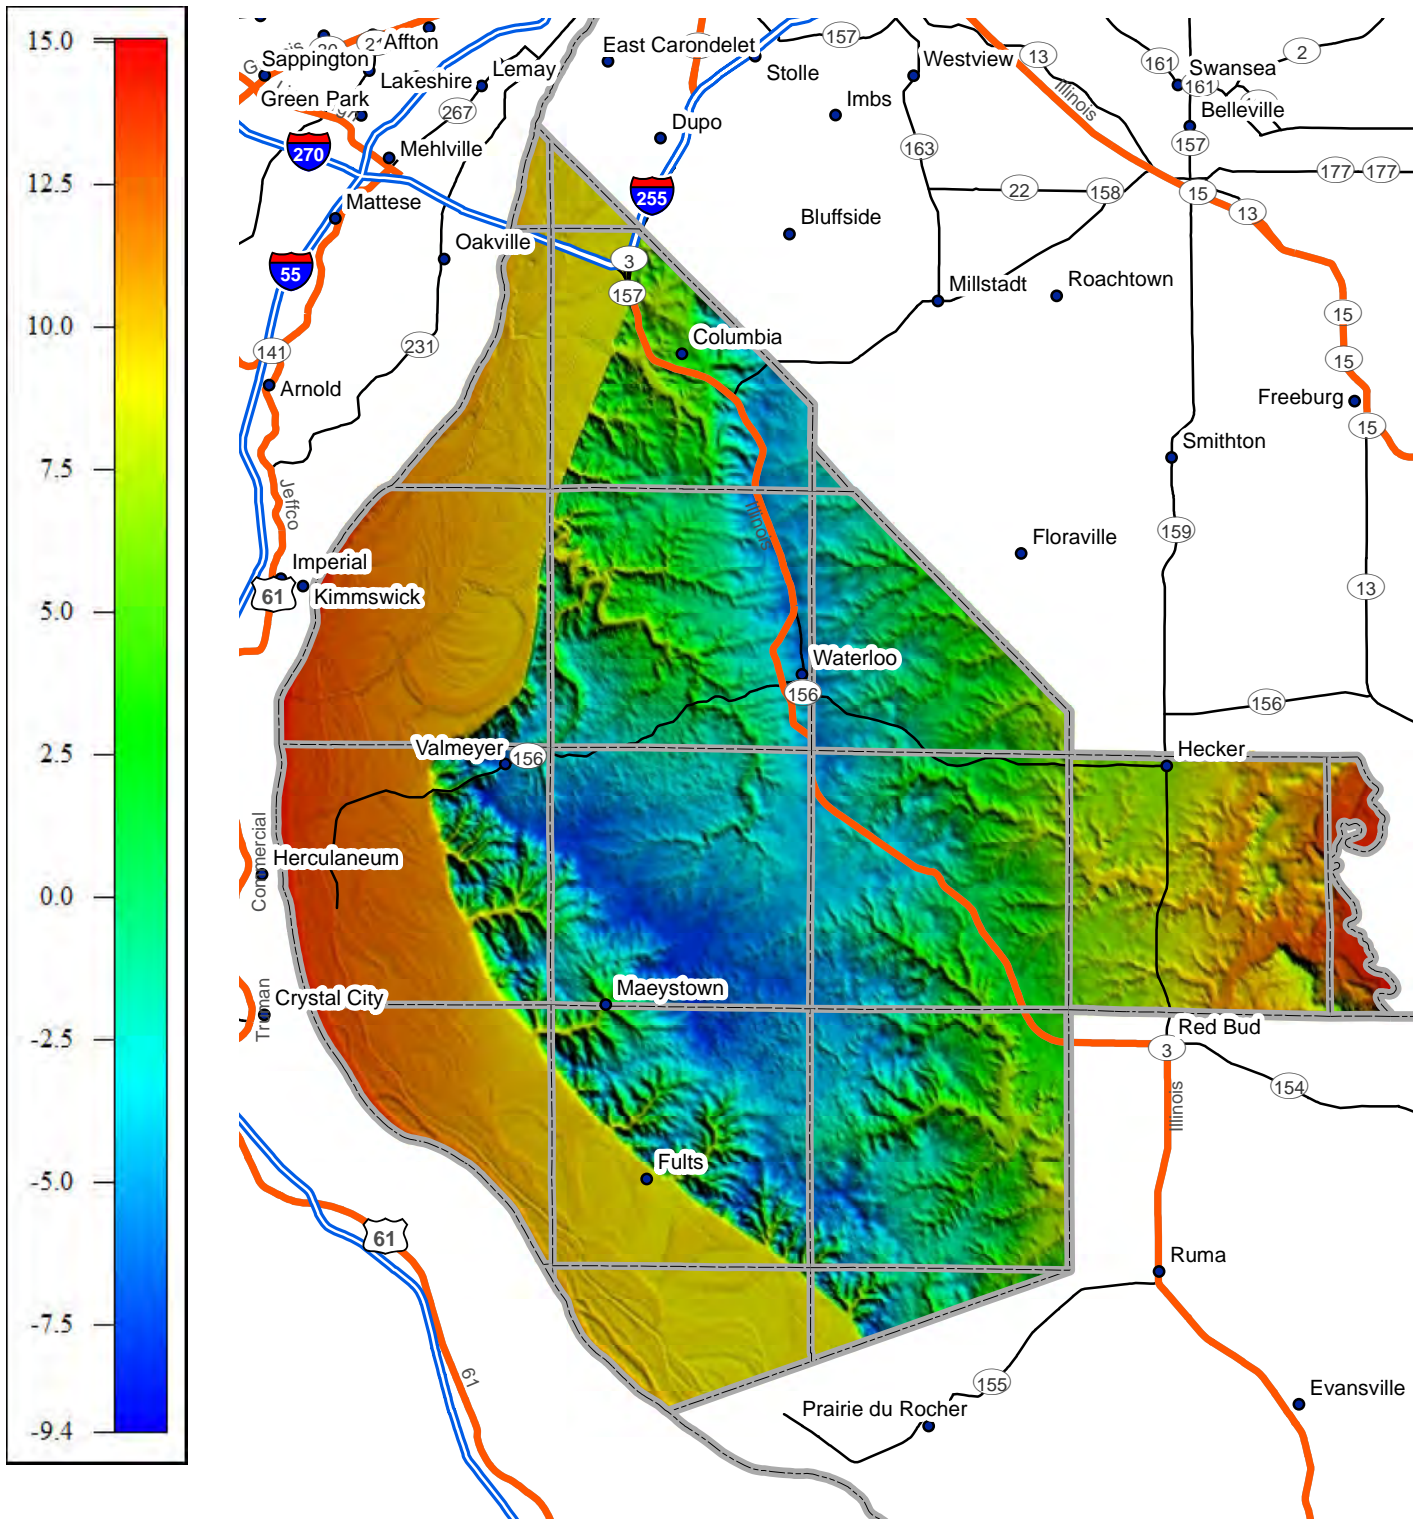 15.0
12.5
10.0
7.5
5.0
2.5
0.0
-2.5
-5.0
-7.5
-9.4
Affton
Sappington
Lakeshire
Lemay
Green Park
267
Mehlville
270
Mattese
Oakville
55
141
231
Arnold
Jeffco
Imperial
Kimmswick
61
East Carondelet
Stolle
157
Westview
13
Illinois
161
161
Swansea
2
Belleville
157
Imbs
Dupo
163
255
22
158
177
177
15
13
Bluffside
3
157
Millstadt
Roachtown
15
15
Columbia
Freeburg
15
Smithton
Illinois
159
Floraville
13
Waterloo
156
156
Valmeyer
156
Hecker
Commercial
Herculaneum
Maeystown
Truman
Crystal City
Red Bud
3
154
Illinois
Fults
61
61
Ruma
155
Prairie du Rocher
Evansville